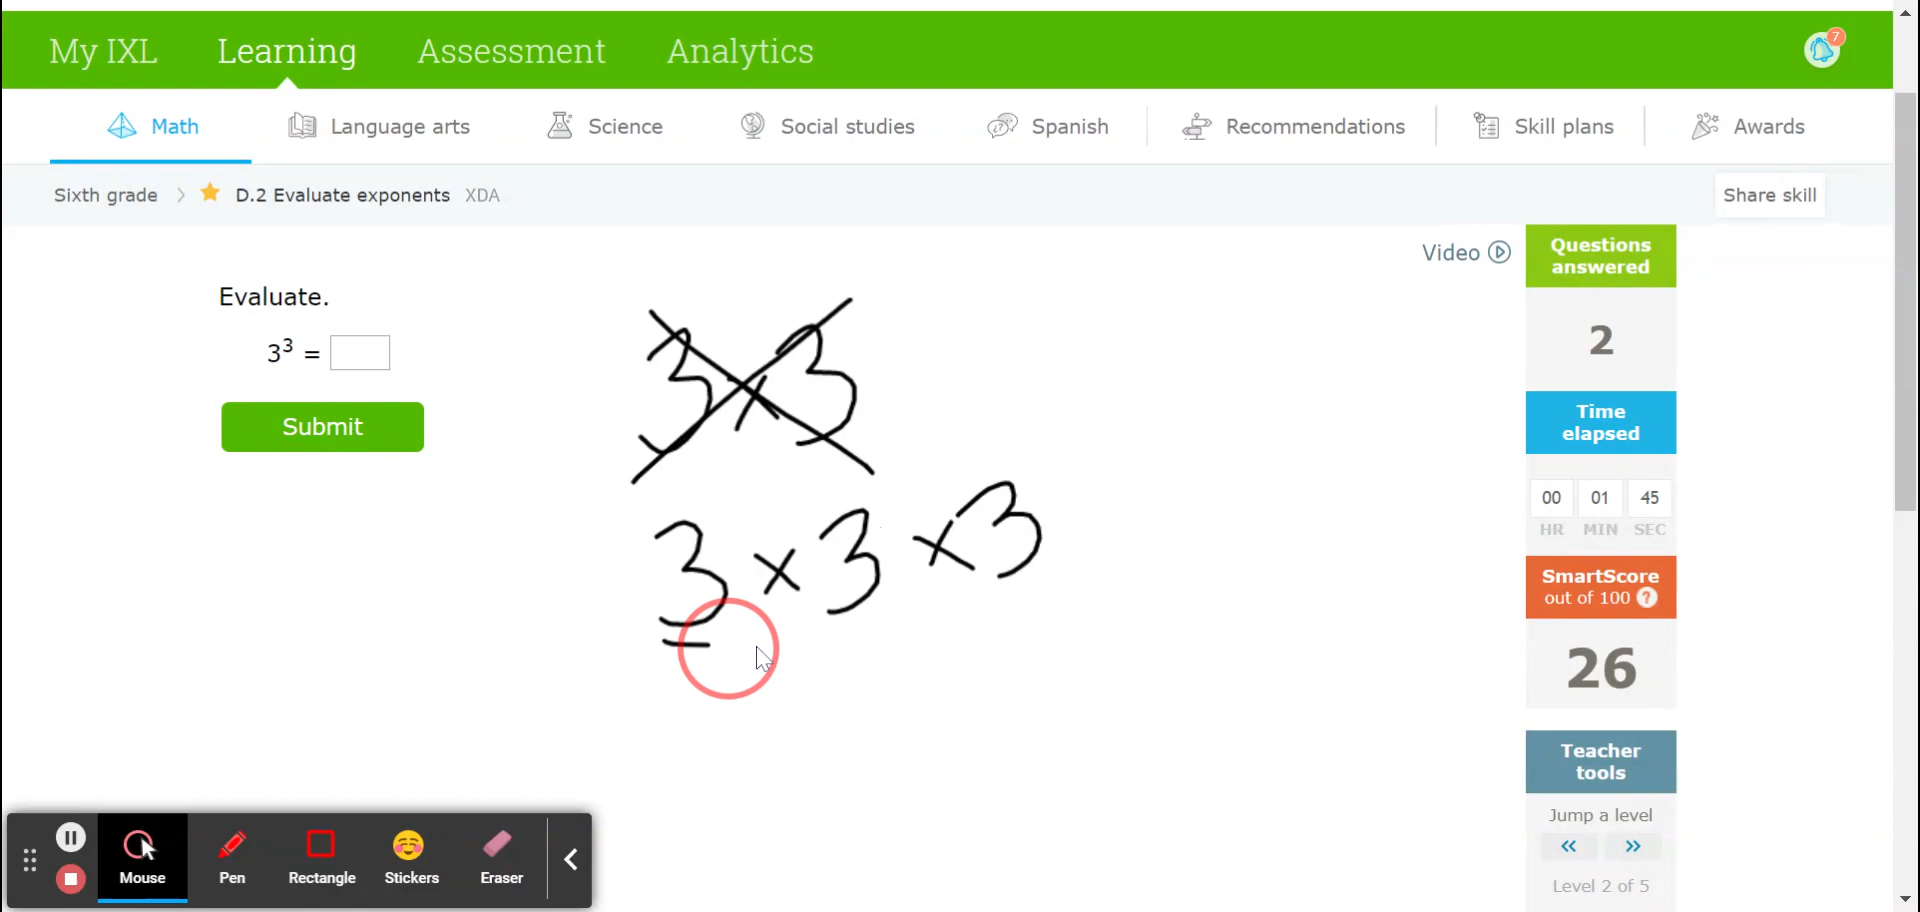 My IXL Learning Assessment Analytics 7
Math Language arts Science Social studies Spanish Recommendations Skill plans Awards
Sixth grade > D.2 Evaluate exponents XDA Share skill
Video
Questions
answered
2
Time
elapsed
00 01 45
HR MIN SEC
SmartScore
out of 100 ?
26
Teacher
tools
Jump a level
« »
Level 2 of 5
Evaluate.
3³ =
Submit
3 × 3
3 × 3 × 3
=
Mouse Pen Rectangle Stickers Eraser